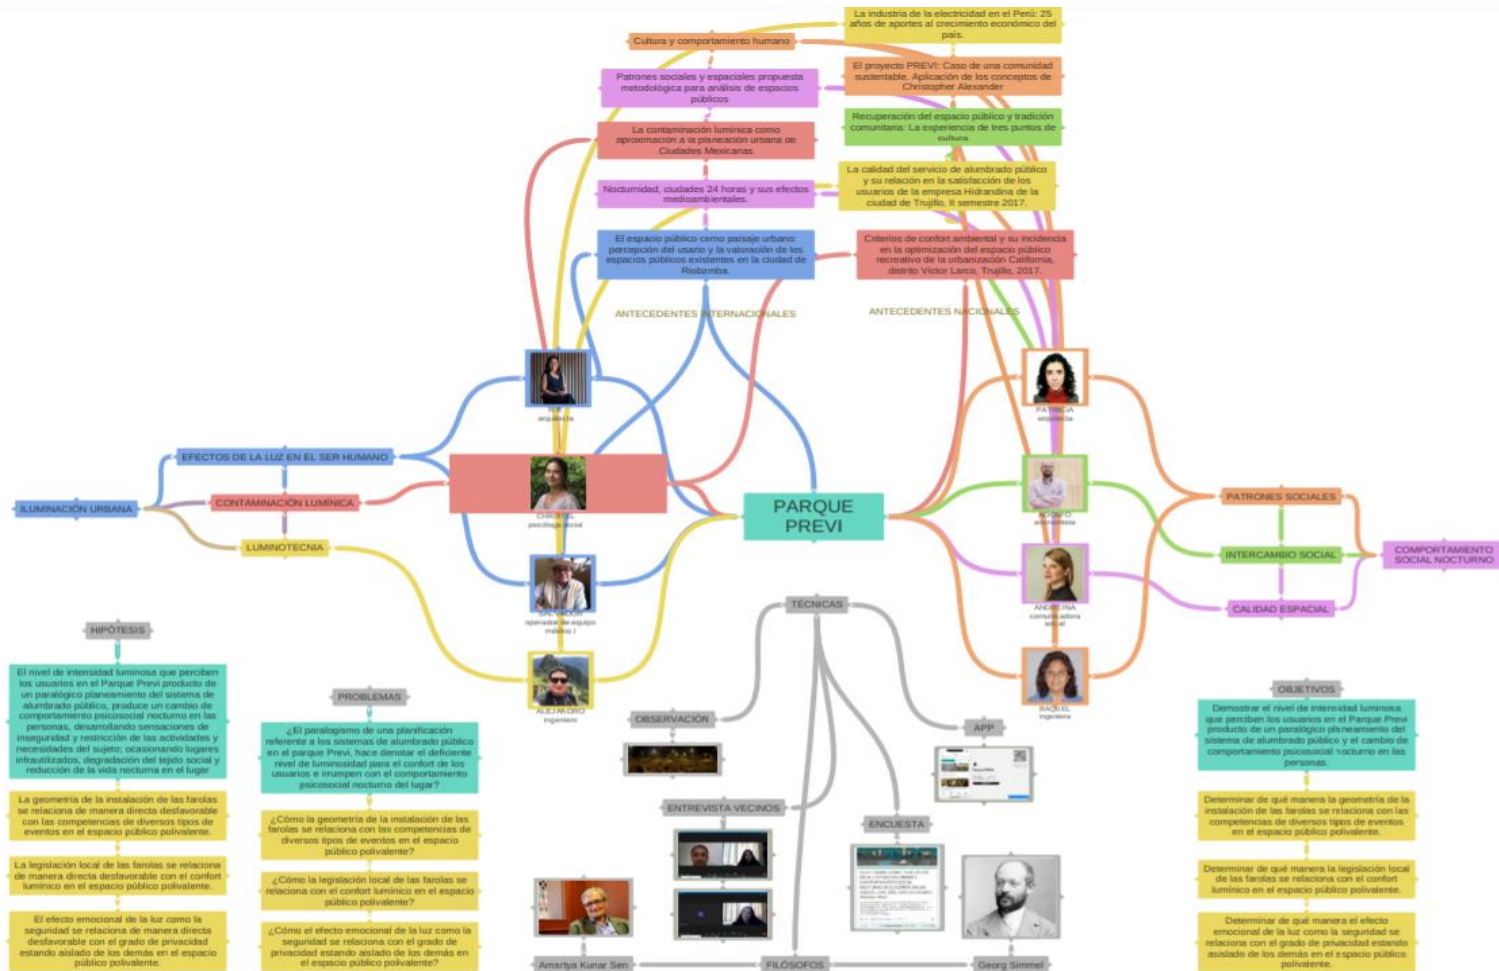 La industria de la electricidad en el Perú: 25
años de aportes al crecimiento económico del
país.
Cultura y comportamiento humano
El proyecto PREVI: Caso de una comunidad
sustentable. Aplicación de los conceptos de
Christopher Alexander
Patrones sociales y espaciales propuesta
metodológica para análisis de espacios
públicos
Recuperación del espacio público y tradición
comunitaria: La experiencia de tres puntos de
cultura
La contaminación lumínica como
aproximación a la planeación urbana de
Ciudades Mexicanas
La calidad del servicio de alumbrado público
y su relación en la satisfacción de los
usuarios de la empresa Hidrandina de la
ciudad de Trujillo, II semestre 2017.
Nocturnidad, ciudades 24 horas y sus efectos
medioambientales.
El espacio público como paisaje urbano:
percepción del usario y la valoración de los
espacios públicos existentes en la ciudad de
Riobamba.
Criterios de confort ambiental y su incidencia
en la optimización del espacio público
recreativo de la urbanización California,
distrito Víctor Larco, Trujillo, 2017.
ANTECEDENTES INTERNACIONALES
ANTECEDENTES NACIONALES
arquitecta
PATRICIA
arquitecta
EFECTOS DE LA LUZ EN EL SER HUMANO
CONTAMINACIÓN LUMÍNICA
ILUMINACIÓN URBANA
LUMINOTECNIA
psicóloga social
PARQUE
PREVI
ADOLFO
economista
PATRONES SOCIALES
INTERCAMBIO SOCIAL
COMPORTAMIENTO
SOCIAL NOCTURNO
CALIDAD ESPACIAL
SALVADOR
operador de equipo
médico I
comunicadora
social
ALEJANDRO
ingeniero
RAQUEL
ingeniera
TÉCNICAS
OBSERVACIÓN
APP
ENTREVISTA VECINOS
ENCUESTA
Amartya Kunar Sen
FILÓSOFOS
Georg Simmel
HIPÓTESIS
El nivel de intensidad luminosa que perciben
los usuarios en el Parque Previ producto de
un paralógico planeamiento del sistema de
alumbrado público, produce un cambio de
comportamiento psicosocial nocturno en las
personas, desarrollando sensaciones de
inseguridad y restricción de las actividades y
necesidades del sujeto; ocasionando lugares
infrautilizados, degradación del tejido social y
reducción de la vida nocturna en el lugar
La geometría de la instalación de las farolas
se relaciona de manera directa desfavorable
con las competencias de diversos tipos de
eventos en el espacio público polivalente.
La legislación local de las farolas se relaciona
de manera directa desfavorable con el confort
lumínico en el espacio público polivalente.
El efecto emocional de la luz como la
seguridad se relaciona de manera directa
desfavorable con el grado de privacidad
estando aislado de los demás en el espacio
público polivalente.
PROBLEMAS
¿El paralogismo de una planificación
referente a los sistemas de alumbrado público
en el parque Previ, hace denotar el deficiente
nivel de luminosidad para el confort de los
usuarios e irrumpen con el comportamiento
psicosocial nocturno del lugar?
¿Cómo la geometría de la instalación de las
farolas se relaciona con las competencias de
diversos tipos de eventos en el espacio
público polivalente?
¿Cómo la legislación local de las farolas se
relaciona con el confort lumínico en el espacio
público polivalente?
¿Cómo el efecto emocional de la luz como la
seguridad se relaciona con el grado de
privacidad estando aislado de los demás en
el espacio público polivalente?
OBJETIVOS
Demostrar el nivel de intensidad luminosa
que perciben los usuarios en el Parque Previ
producto de un paralógico planeamiento del
sistema de alumbrado público y el cambio de
comportamiento psicosocial nocturno en las
personas.
Determinar de qué manera la geometría de la
instalación de las farolas se relaciona con las
competencias de diversos tipos de eventos
en el espacio público polivalente.
Determinar de qué manera la legislación local
de las farolas se relaciona con el confort
lumínico en el espacio público polivalente.
Determinar de qué manera el efecto
emocional de la luz como la seguridad se
relaciona con el grado de privacidad estando
asislado de los demás en el espacio público
polivalente.